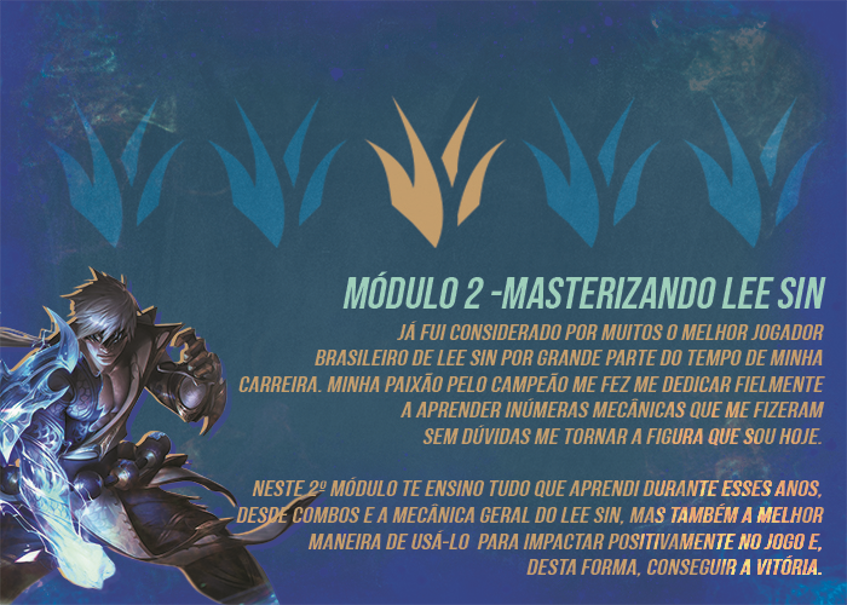 MÓDULO 2 -MASTERIZANDO LEE SIN
JÁ FUI CONSIDERADO POR MUITOS O MELHOR JOGADOR
BRASILEIRO DE LEE SIN POR GRANDE PARTE DO TEMPO DE MINHA
CARREIRA. MINHA PAIXÃO PELO CAMPEÃO ME FEZ ME DEDICAR FIELMENTE
A APRENDER INÚMERAS MECÂNICAS QUE ME FIZERAM
SEM DÚVIDAS ME TORNAR A FIGURA QUE SOU HOJE.
NESTE 2º MÓDULO TE ENSINO TUDO QUE APRENDI DURANTE ESSES ANOS,
DESDE COMBOS E A MECÂNICA GERAL DO LEE SIN, MAS TAMBÉM A MELHOR
MANEIRA DE USÁ-LO PARA IMPACTAR POSITIVAMENTE NO JOGO E,
DESTA FORMA, CONSEGUIR A VITÓRIA.